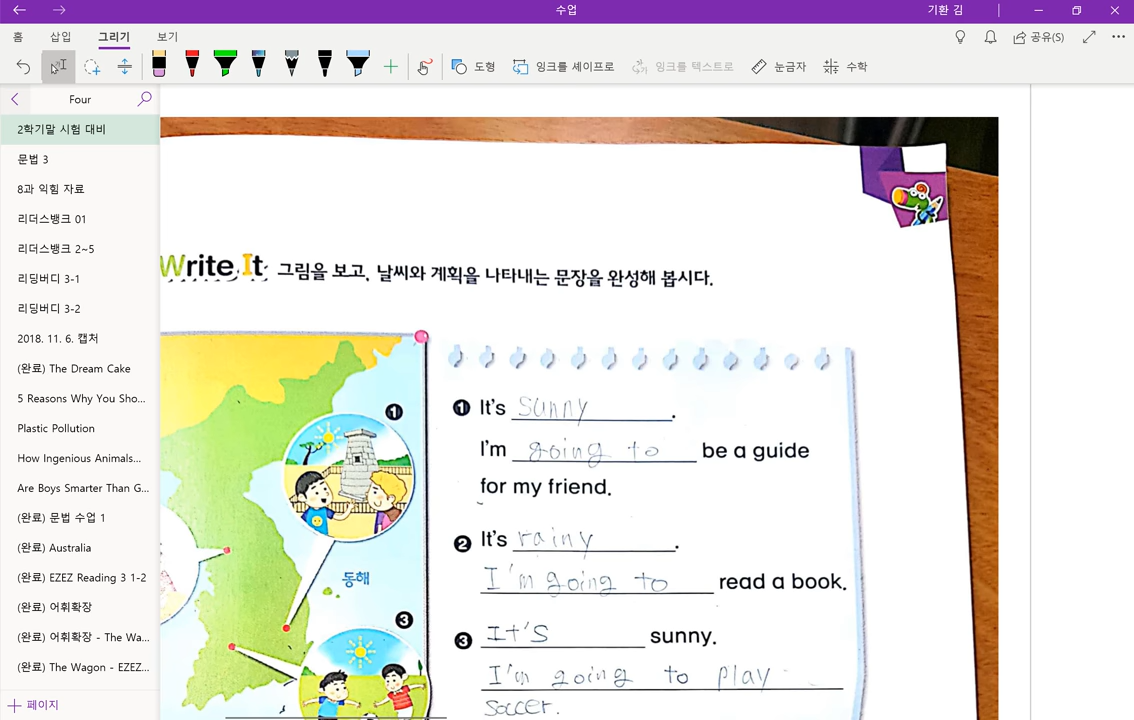 수업
기환 김
홈 삽입 그리기 보기
공유(S)
도형 잉크를 셰이프로 잉크를 텍스트로 눈금자 수학
Four
2학기말 시험 대비
문법 3
8과 익힘 자료
리더스뱅크 01
리더스뱅크 2~5
리딩버디 3-1
리딩버디 3-2
2018. 11. 6. 캡처
(완료) The Dream Cake
5 Reasons Why You Sho...
Plastic Pollution
How Ingenious Animals...
Are Boys Smarter Than G...
(완료) 문법 수업 1
(완료) Australia
(완료) EZEZ Reading 3 1-2
(완료) 어휘확장
(완료) 어휘확장 - The Wa...
(완료) The Wagon - EZEZ...
페이지
Write It 그림을 보고, 날씨와 계획을 나타내는 문장을 완성해 봅시다.
1
동해
3
1 It's sunny.
I'm going to be a guide
for my friend.
2 It's rainy.
I'm going to read a book.
3 It's sunny.
I'm going to play
soccer.